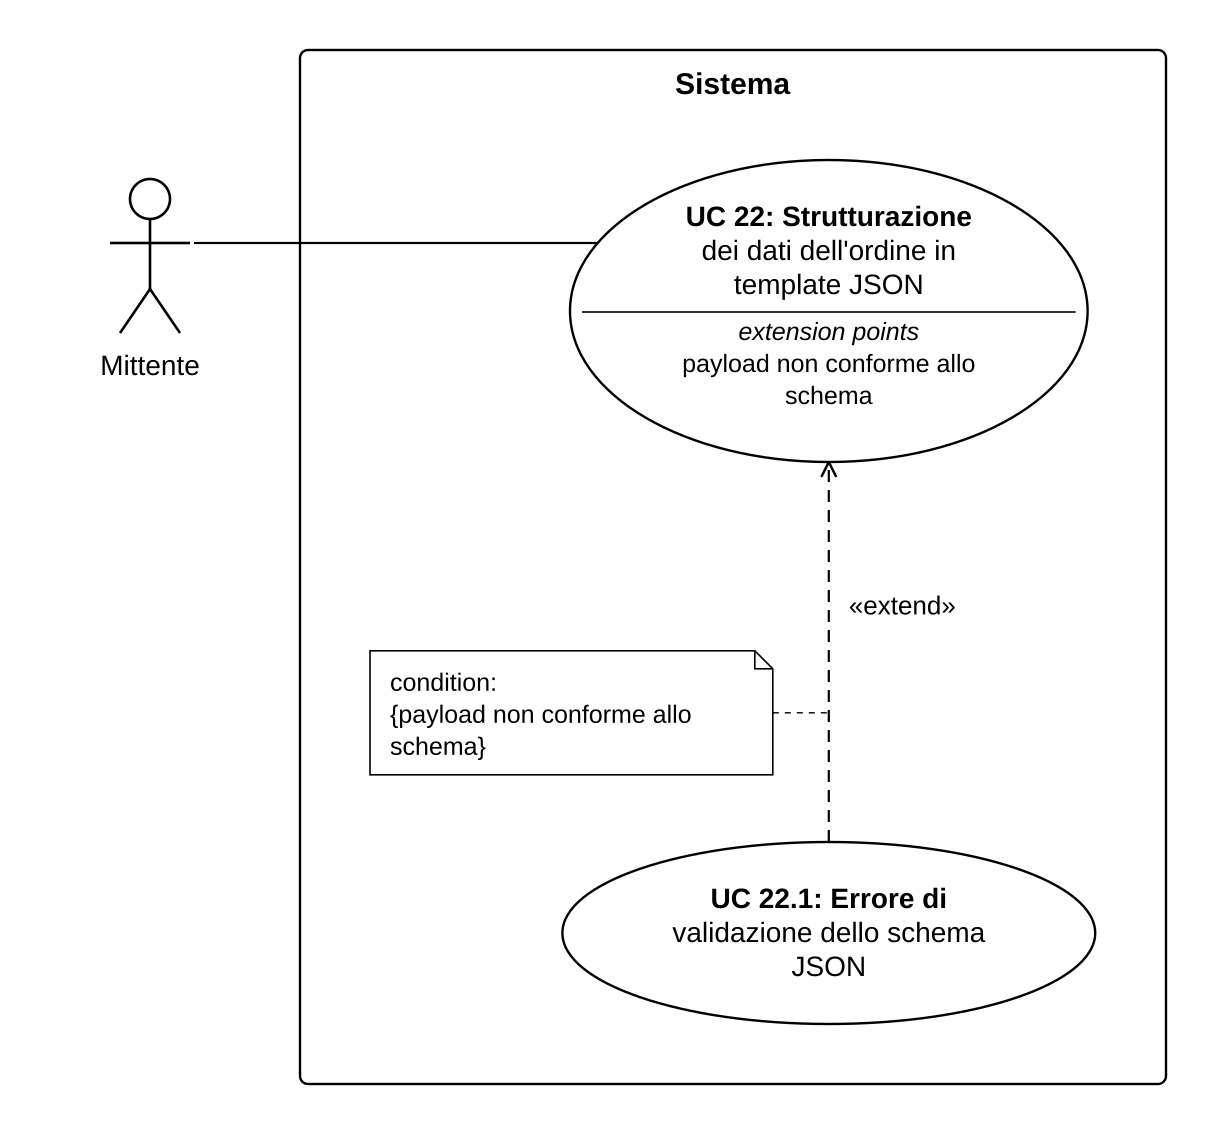 Sistema
UC 22: Strutturazione
dei dati dell'ordine in
template JSON
extension points
payload non conforme allo
schema
Mittente
«extend»
condition:
{payload non conforme allo
schema}
UC 22.1: Errore di
validazione dello schema
JSON